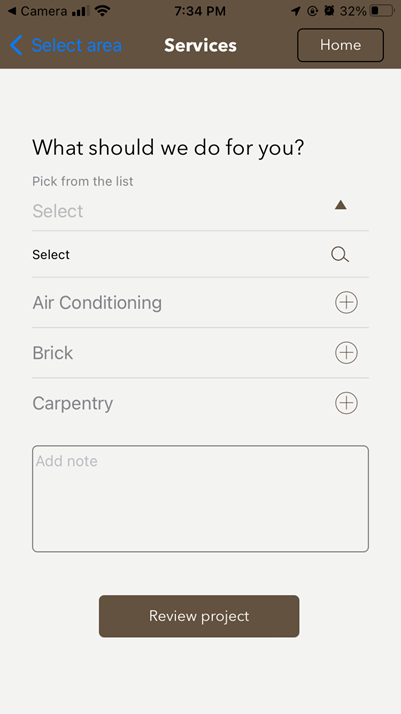 Camera 7:34 PM 32%
Select area Services Home
What should we do for you?
Pick from the list
Select
Select
Air Conditioning
Brick
Carpentry
Add note
Review project